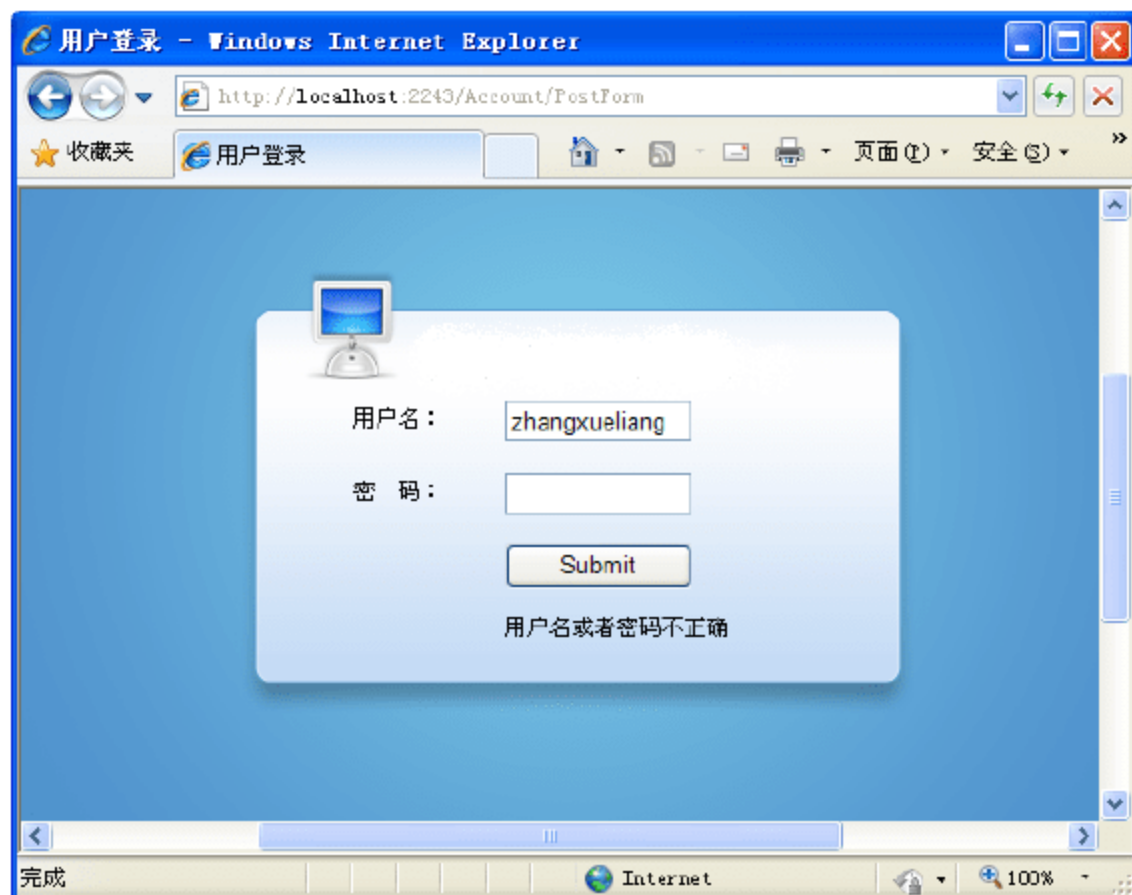 用户登录 - Windows Internet Explorer
http://localhost:2243/Account/PostForm
收藏夹 用户登录 页面(P) 安全(S) »
用户名： zhangxueliang
密 码：
Submit
用户名或者密码不正确
完成 Internet 100%